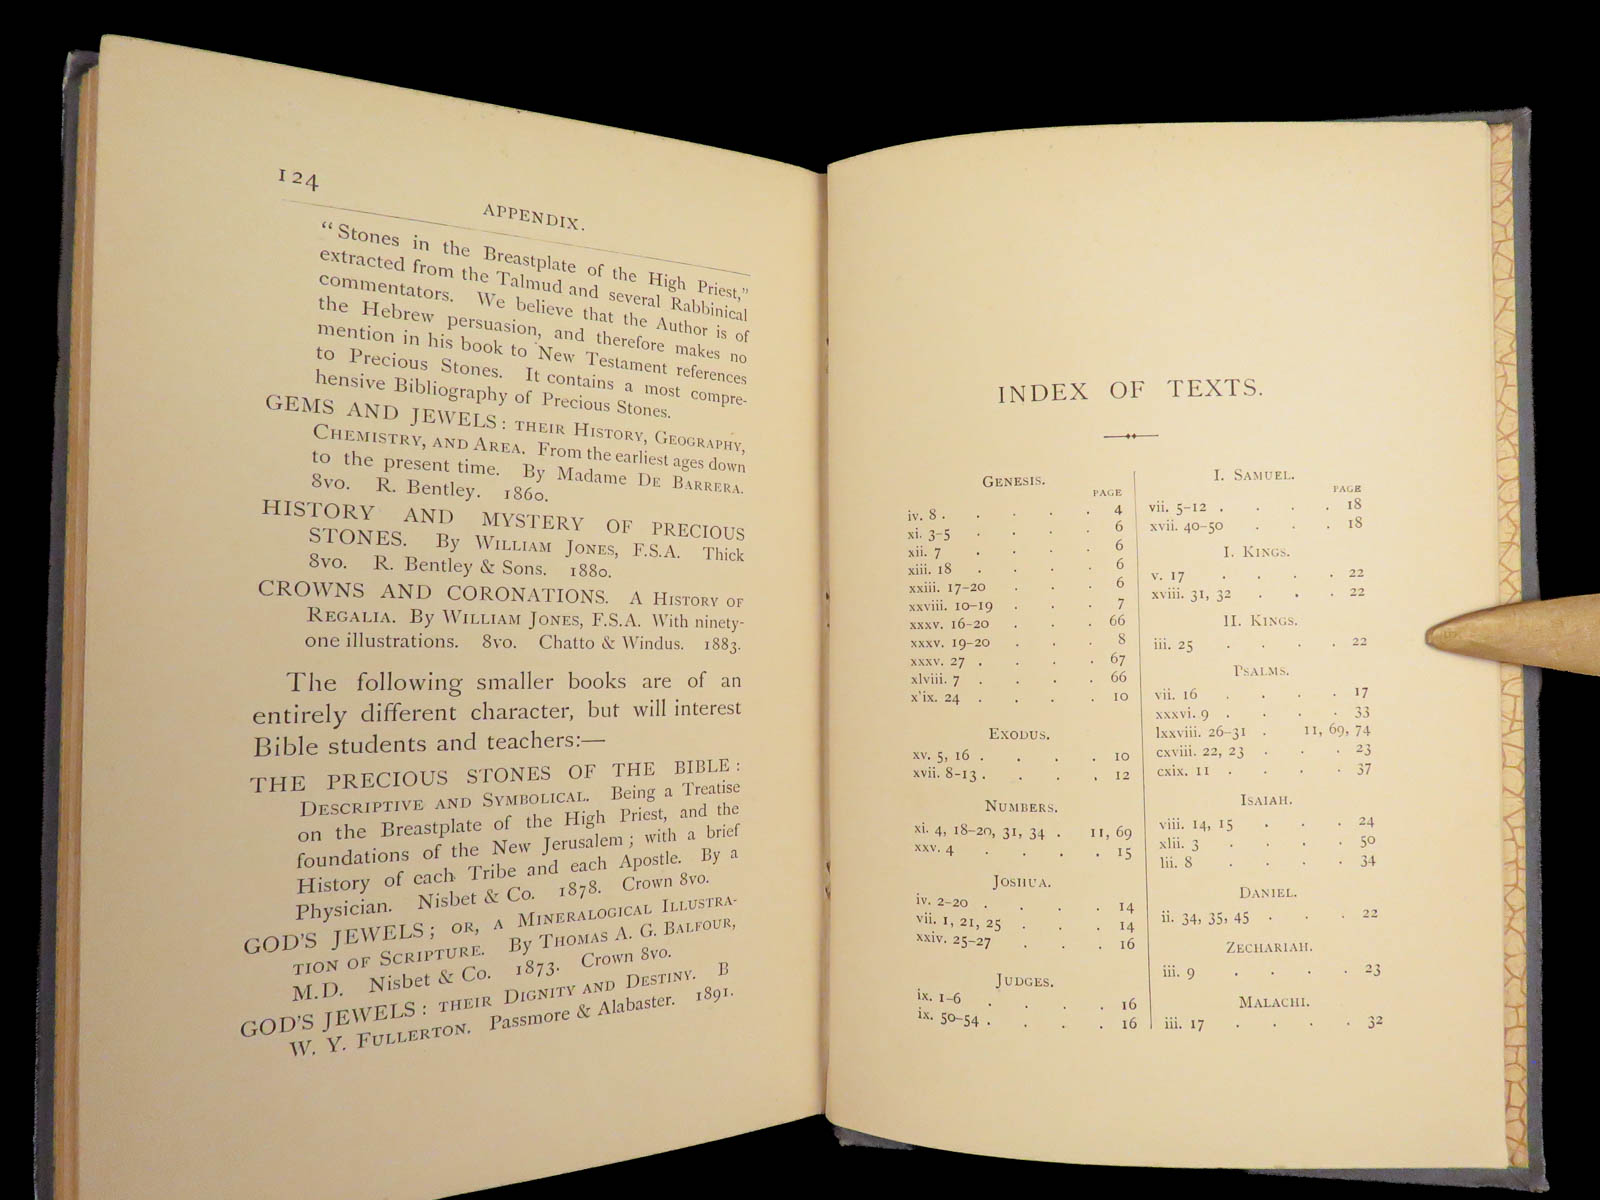 124
APPENDIX.
“Stones in the Breastplate of the High Priest,”
extracted from the Talmud and several Rabbinical
commentators. We believe that the Author is of
the Hebrew persuasion, and therefore makes no
mention in his book to New Testament references
to Precious Stones. It contains a most compre-
hensive Bibliography of Precious Stones.
GEMS AND JEWELS: THEIR HISTORY, GEOGRAPHY,
CHEMISTRY, AND AREA. From the earliest ages down
to the present time. By Madame DE BARRERA.
8vo. R. Bentley. 1860.
HISTORY AND MYSTERY OF PRECIOUS
STONES. By WILLIAM JONES, F.S.A. Thick
8vo. R. Bentley & Sons. 1880.
CROWNS AND CORONATIONS. A HISTORY OF
REGALIA. By WILLIAM JONES, F.S.A. With ninety-
one illustrations. 8vo. Chatto & Windus. 1883.
The following smaller books are of an
entirely different character, but will interest
Bible students and teachers:—
THE PRECIOUS STONES OF THE BIBLE:
DESCRIPTIVE AND SYMBOLICAL. Being a Treatise
on the Breastplate of the High Priest, and the
foundations of the New Jerusalem; with a brief
History of each Tribe and each Apostle. By a
Physician. Nisbet & Co. 1878. Crown 8vo.
GOD'S JEWELS; OR, A MINERALOGICAL ILLUSTRA-
TION OF SCRIPTURE. By THOMAS A. G. BALFOUR,
M.D. Nisbet & Co. 1873. Crown 8vo.
GOD'S JEWELS: THEIR DIGNITY AND DESTINY. B
W. Y. FULLERTON. Passmore & Alabaster. 1891.
INDEX OF TEXTS.
GENESIS.
PAGE
iv. 8 . . . . . 4
xi. 3-5 . . . . 6
xii. 7 . . . . 6
xiii. 18 . . . . 6
xxiii. 17-20 . . . 6
xxviii. 10-19 . . . 7
xxxv. 16-20 . . . 66
xxxv. 19-20 . . . 8
xxxv. 27 . . . . 67
xlviii. 7 . . . . 66
x'ix. 24 . . . . 10
EXODUS.
xv. 5, 16 . . . . 10
xvii. 8-13 . . . . 12
NUMBERS.
xi. 4, 18-20, 31, 34 . 11, 69
xxv. 4 . . . . 15
JOSHUA.
iv. 2-20 . . . . 14
vii. 1, 21, 25 . . . 14
xxiv. 25-27 . . . 16
JUDGES.
ix. 1-6 . . . . 16
ix. 50-54 . . . . 16
I. SAMUEL.
PAGE
vii. 5-12 . . . . 18
xvii. 40-50 . . . 18
I. KINGS.
v. 17 . . . . 22
xviii. 31, 32 . . . 22
II. KINGS.
iii. 25 . . . . 22
PSALMS.
vii. 16 . . . . 17
xxxvi. 9 . . . . 33
lxxviii. 26-31 . 11, 69, 74
cxviii. 22, 23 . . . 23
cxix. 11 . . . . 37
ISAIAH.
viii. 14, 15 . . . 24
xlii. 3 . . . . 50
lii. 8 . . . . 34
DANIEL.
ii. 34, 35, 45 . . . 22
ZECHARIAH.
iii. 9 . . . . 23
MALACHI.
iii. 17 . . . . 32